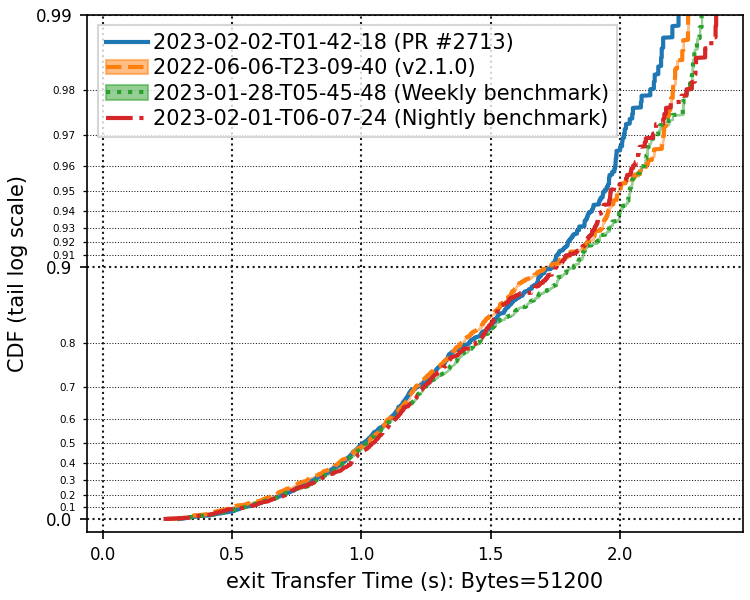 0.99
2023-02-02-T01-42-18 (PR #2713)
2022-06-06-T23-09-40 (v2.1.0)
2023-01-28-T05-45-48 (Weekly benchmark)
2023-02-01-T06-07-24 (Nightly benchmark)
0.98
0.97
0.96
0.95
0.94
0.93
0.92
0.91
0.9
0.8
0.7
0.6
0.5
0.4
0.3
0.2
0.1
0.0
CDF (tail log scale)
0.0 0.5 1.0 1.5 2.0
exit Transfer Time (s): Bytes=51200